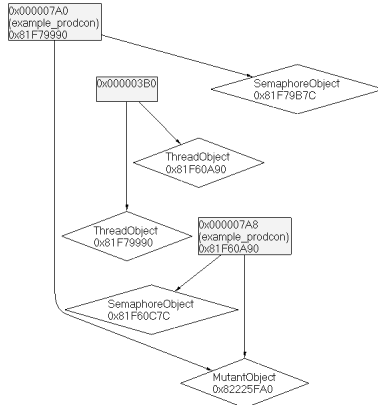 0x000007A0
(example_prodcon)
0x81F79990
SemaphoreObject
0x81F79B7C
0x000003B0
ThreadObject
0x81F60A90
ThreadObject
0x81F79990
0x000007A8
(example_prodcon)
0x81F60A90
SemaphoreObject
0x81F60C7C
MutantObject
0x82225FA0